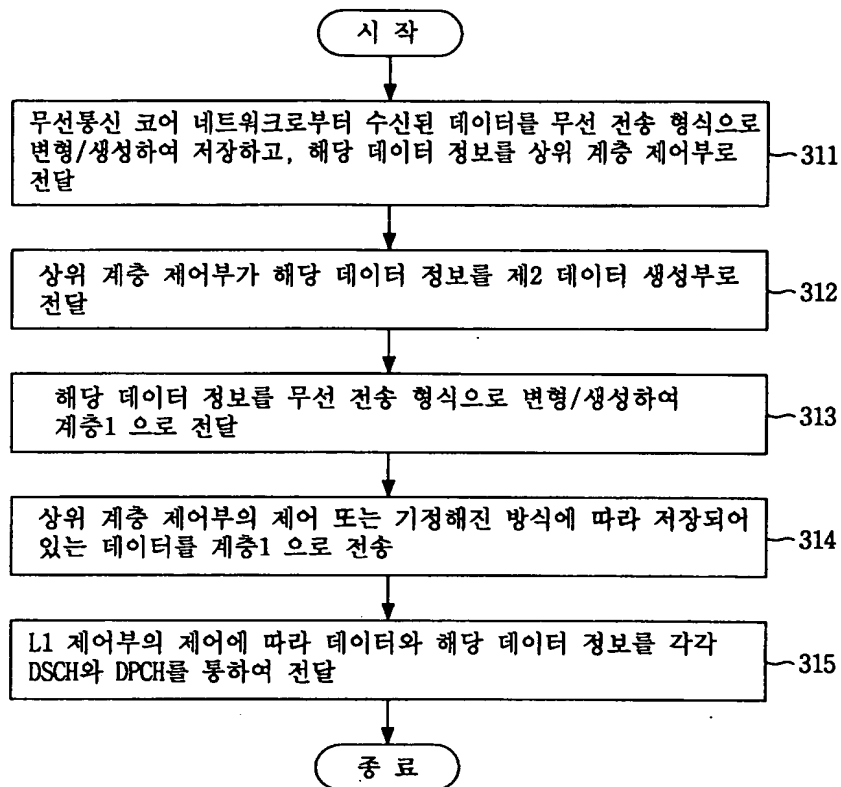 시 작
무선통신 코어 네트워크로부터 수신된 데이터를 무선 전송 형식으로
변형/생성하여 저장하고, 해당 데이터 정보를 상위 계층 제어부로
전달
311
상위 계층 제어부가 해당 데이터 정보를 제2 데이터 생성부로
전달
312
해당 데이터 정보를 무선 전송 형식으로 변형/생성하여
계층1 으로 전달
313
상위 계층 제어부의 제어 또는 기정해진 방식에 따라 저장되어
있는 데이터를 계층1 으로 전송
314
L1 제어부의 제어에 따라 데이터와 해당 데이터 정보를 각각
DSCH와 DPCH를 통하여 전달
315
종 료